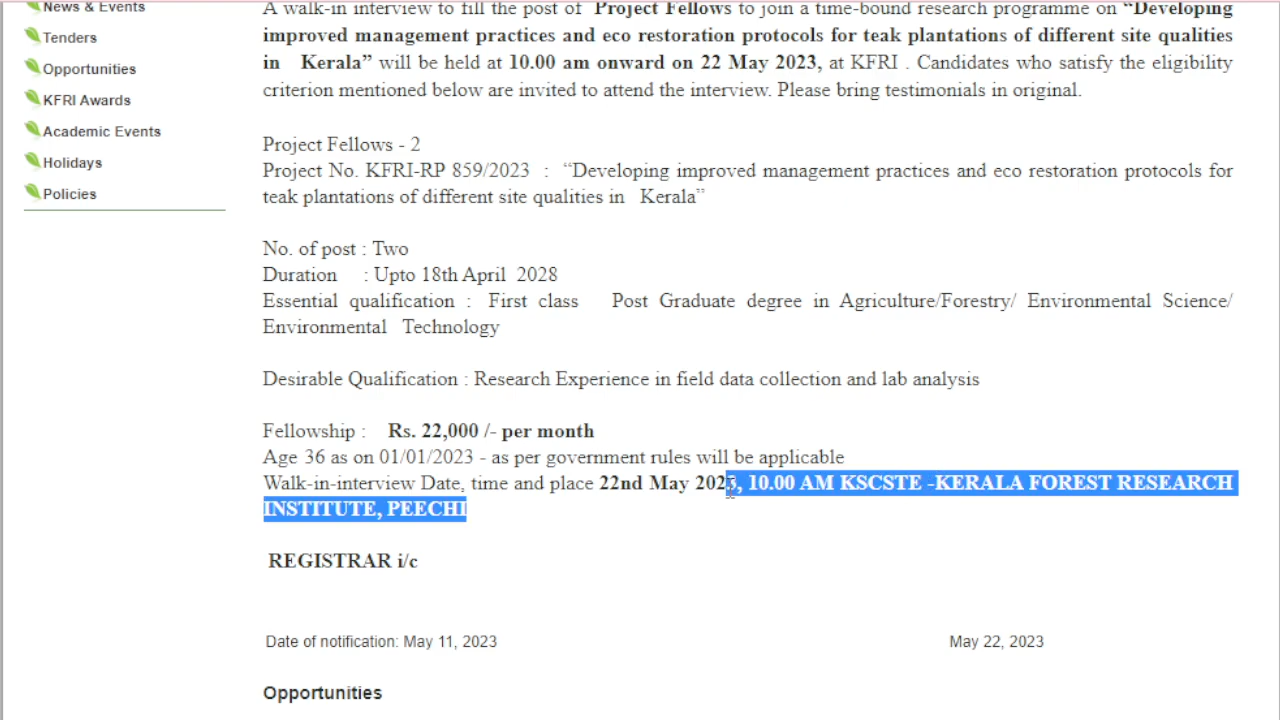 News & Events
Tenders
Opportunities
KFRI Awards
Academic Events
Holidays
Policies
A walk-in interview to fill the post of Project Fellows to join a time-bound research programme on “Developing
improved management practices and eco restoration protocols for teak plantations of different site qualities
in Kerala” will be held at 10.00 am onward on 22 May 2023, at KFRI . Candidates who satisfy the eligibility
criterion mentioned below are invited to attend the interview. Please bring testimonials in original.
Project Fellows - 2
Project No. KFRI-RP 859/2023 : “Developing improved management practices and eco restoration protocols for
teak plantations of different site qualities in Kerala”
No. of post : Two
Duration : Upto 18th April 2028
Essential qualification : First class Post Graduate degree in Agriculture/Forestry/ Environmental Science/
Environmental Technology
Desirable Qualification : Research Experience in field data collection and lab analysis
Fellowship : Rs. 22,000 /- per month
Age 36 as on 01/01/2023 - as per government rules will be applicable
Walk-in-interview Date, time and place 22nd May 2023, 10.00 AM KSCSTE -KERALA FOREST RESEARCH
INSTITUTE, PEECHI
REGISTRAR i/c
Date of notification: May 11, 2023 May 22, 2023
Opportunities